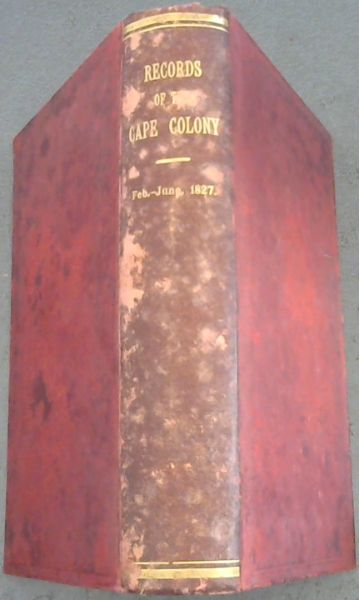 RECORDS
OF
CAPE COLONY
Feb.-June, 1827.